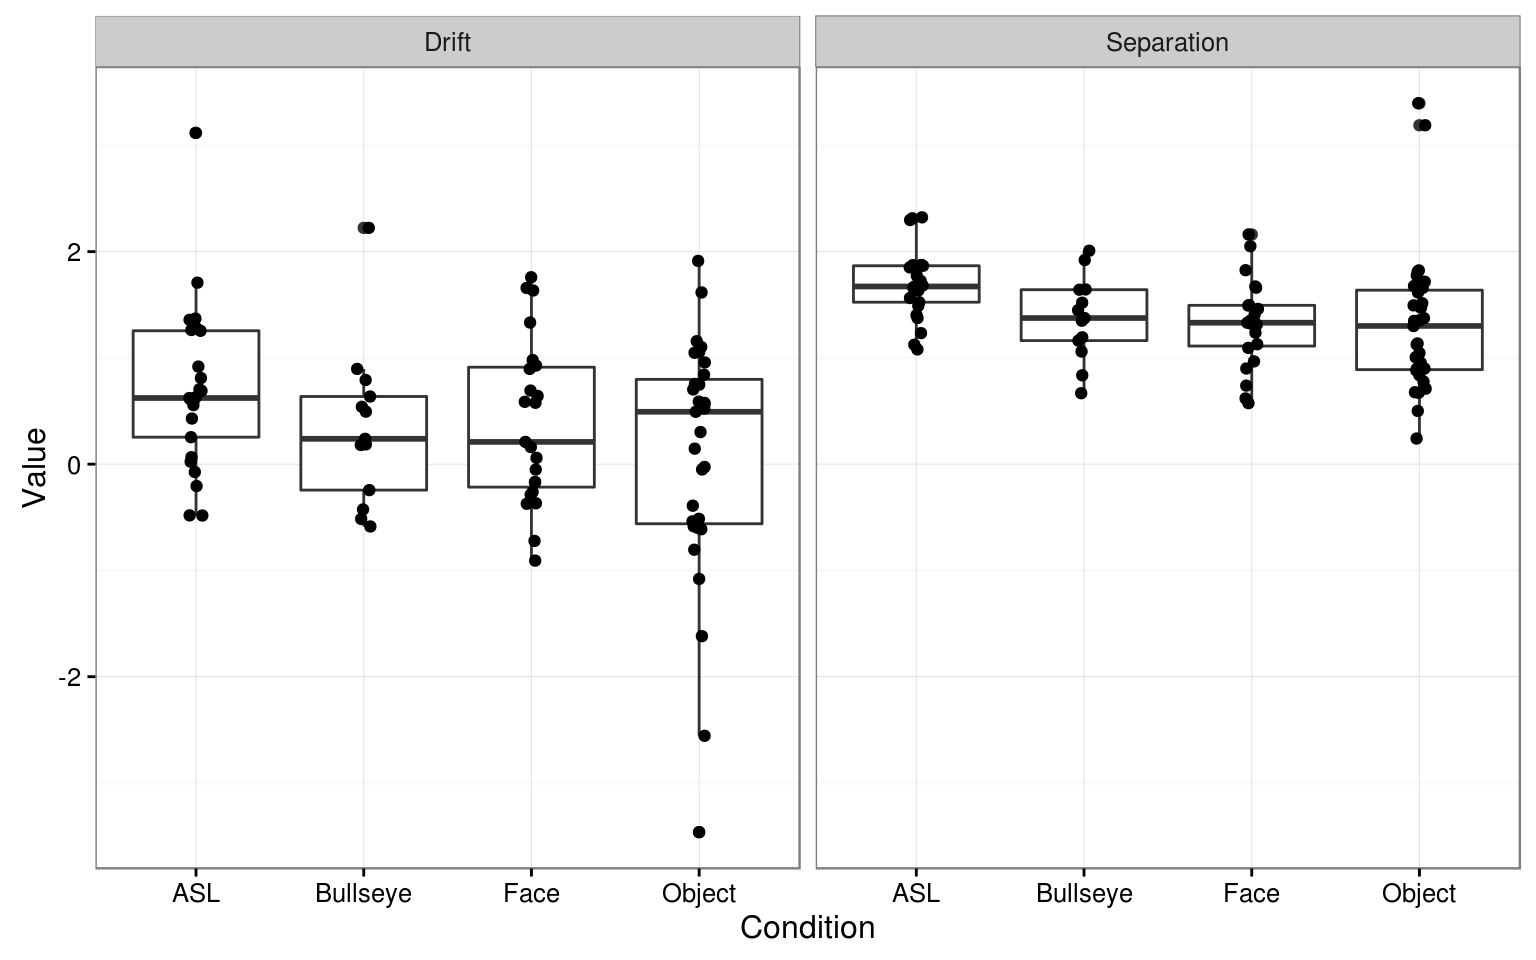 Drift Separation
2
0
-2
Value
ASL Bullseye Face Object ASL Bullseye Face Object
Condition